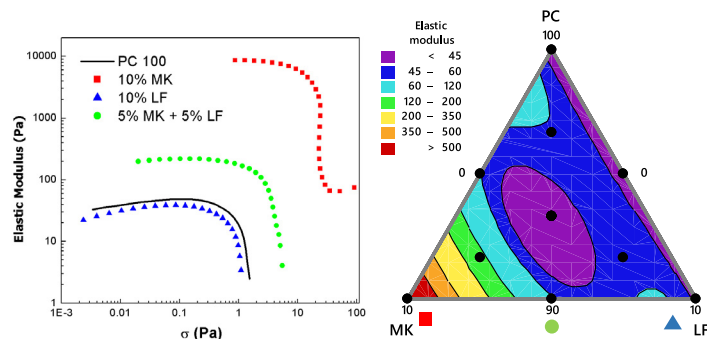 Elastic Modulus (Pa)
10000
1000
100
10
1
1E-3
0.01
0.1
1
10
100
σ (Pa)
PC 100
10% MK
10% LF
5% MK + 5% LF
Elastic
modulus
< 45
45 – 60
60 – 120
120 – 200
200 – 350
350 – 500
> 500
PC
100
0
0
10
90
10
MK
LF